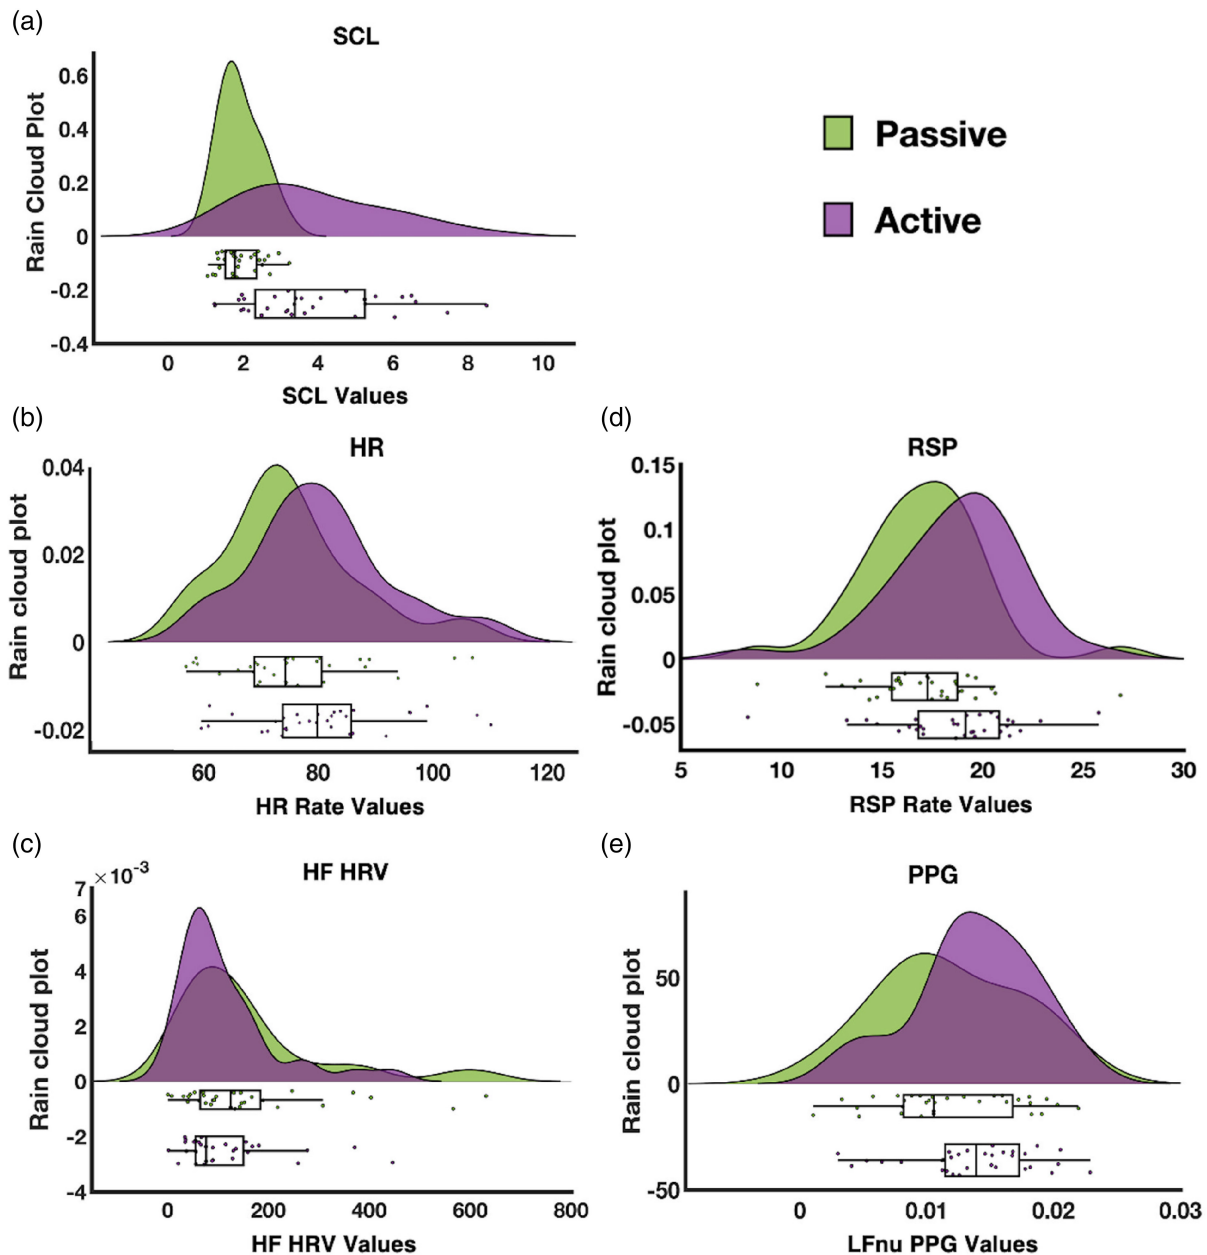 (a)
SCL
Rain Cloud Plot
0.6
0.4
0.2
0
-0.2
-0.4
0 2 4 6 8 10
SCL Values
Passive
Active
(b)
HR
Rain cloud plot
0.04
0.02
0
-0.02
60 80 100 120
HR Rate Values
(d)
RSP
Rain cloud plot
0.15
0.1
0.05
0
-0.05
5 10 15 20 25 30
RSP Rate Values
(c)
HF HRV
Rain cloud plot
7 ×10-3
6
4
2
0
-2
-4
0 200 400 600 800
HF HRV Values
(e)
PPG
Rain cloud plot
50
0
-50
0 0.01 0.02 0.03
LFnu PPG Values